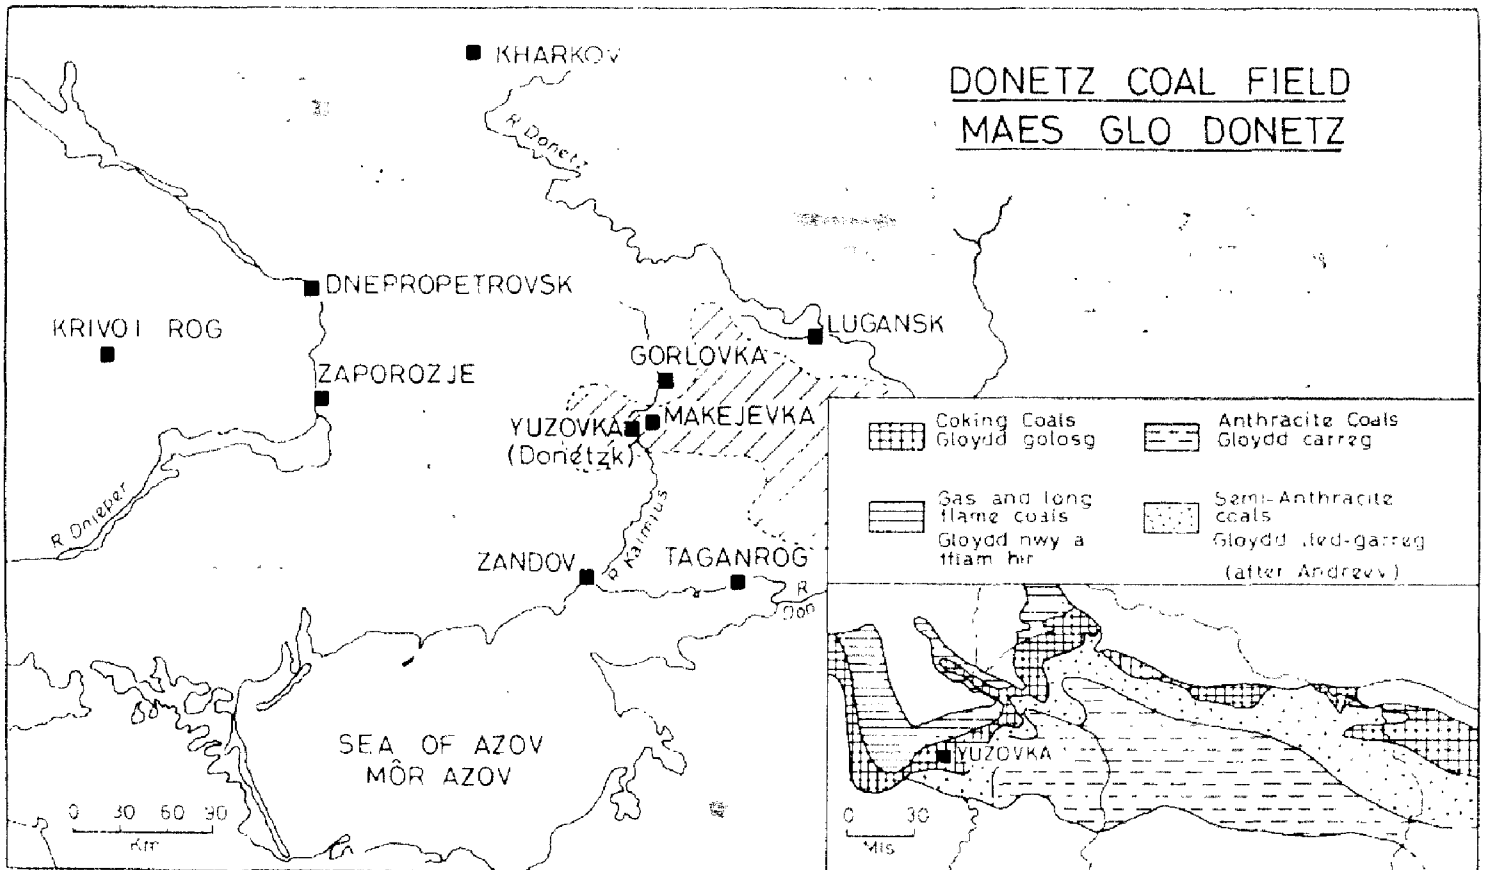 DONETZ COAL FIELD
MAES GLO DONETZ
KHARKOV
R Donetz
DNEPROPETROVSK
KRIVOI ROG
LUGANSK
GORLOVKA
ZAPOROZJE
MAKEJEVKA
YUZOVKA
(Donetzk)
R Dnieper
R Kalmius
ZANDOV
TAGANROG
R
Don
SEA OF AZOV
MÔR AZOV
0 30 60 90
Km
Coking Coals
Gloydd golosg
Anthracite Coals
Gloydd carreg
Gas and long
flame coals
Gloydd nwy a
fflam hir
Semi-Anthracite
coals
Gloydd
(after Andreyv)
YUZOVKA
0 30
Mls